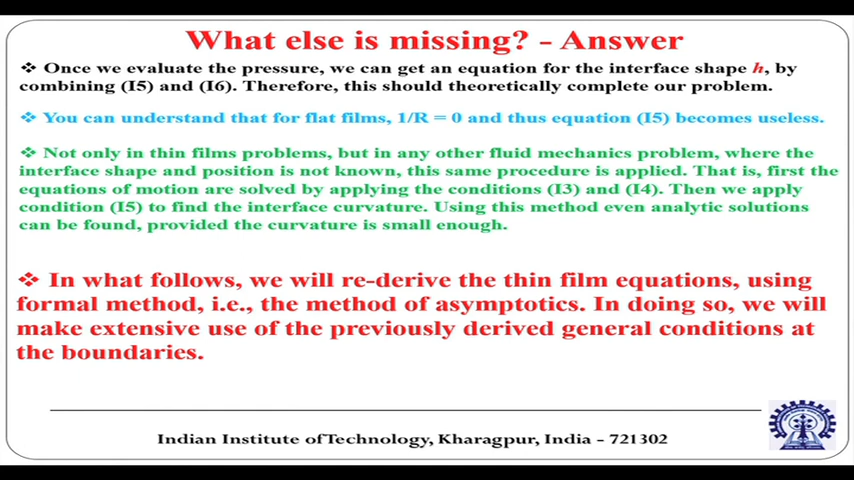 What else is missing? - Answer
❖ Once we evaluate the pressure, we can get an equation for the interface shape h, by
combining (I5) and (I6). Therefore, this should theoretically complete our problem.
❖ You can understand that for flat films, 1/R = 0 and thus equation (I5) becomes useless.
❖ Not only in thin films problems, but in any other fluid mechanics problem, where the
interface shape and position is not known, this same procedure is applied. That is, first the
equations of motion are solved by applying the conditions (I3) and (I4). Then we apply
condition (I5) to find the interface curvature. Using this method even analytic solutions
can be found, provided the curvature is small enough.
❖ In what follows, we will re-derive the thin film equations, using
formal method, i.e., the method of asymptotics. In doing so, we will
make extensive use of the previously derived general conditions at
the boundaries.
Indian Institute of Technology, Kharagpur, India - 721302